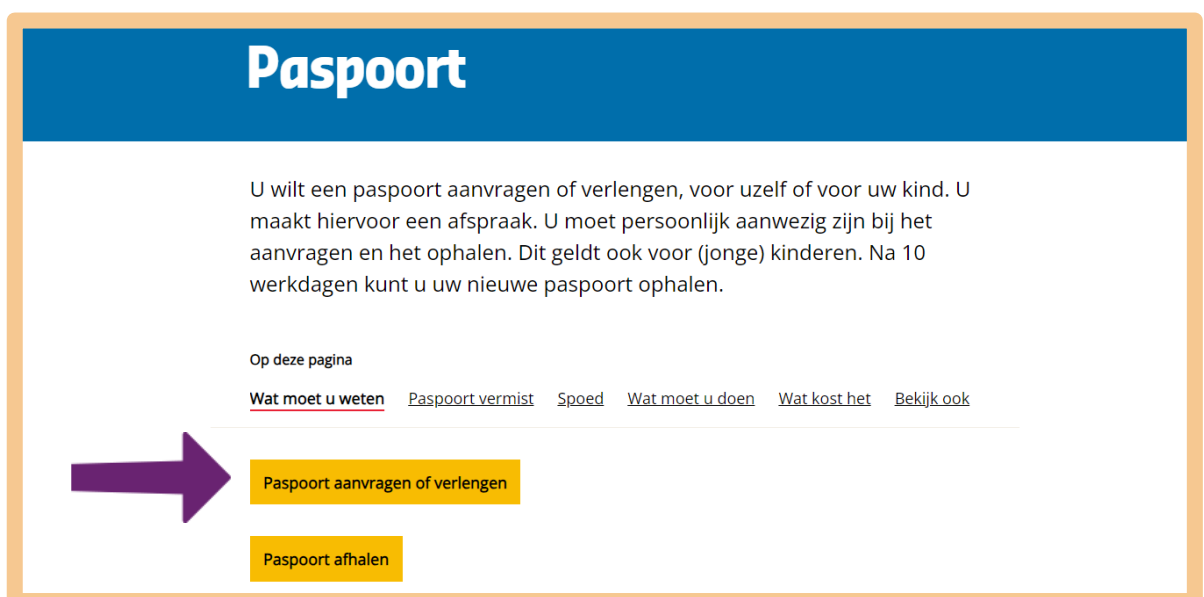 Paspoort
U wilt een paspoort aanvragen of verlengen, voor uzelf of voor uw kind. U
maakt hiervoor een afspraak. U moet persoonlijk aanwezig zijn bij het
aanvragen en het ophalen. Dit geldt ook voor (jonge) kinderen. Na 10
werkdagen kunt u uw nieuwe paspoort ophalen.
Op deze pagina
Wat moet u weten Paspoort vermist Spoed Wat moet u doen Wat kost het Bekijk ook
Paspoort aanvragen of verlengen
Paspoort afhalen